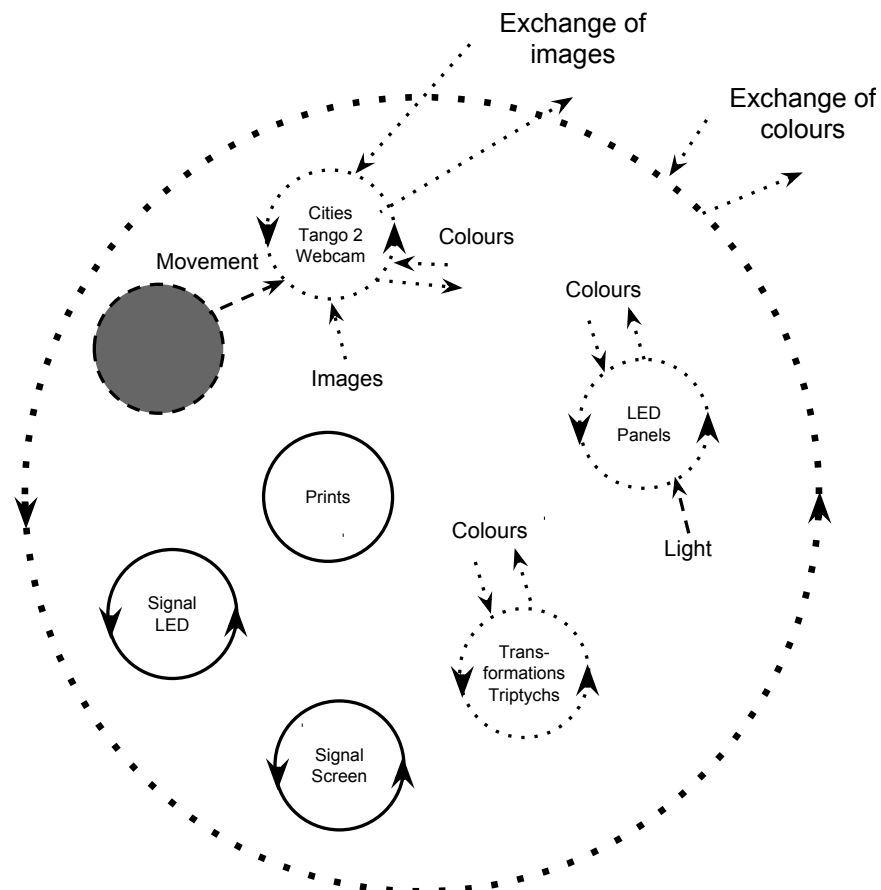 Exchange of
images
Exchange of
colours
Cities
Tango 2
Webcam
Colours
Movement
Colours
Images
LED
Panels
Prints
Colours
Light
Signal
LED
Trans-
formations
Triptychs
Signal
Screen